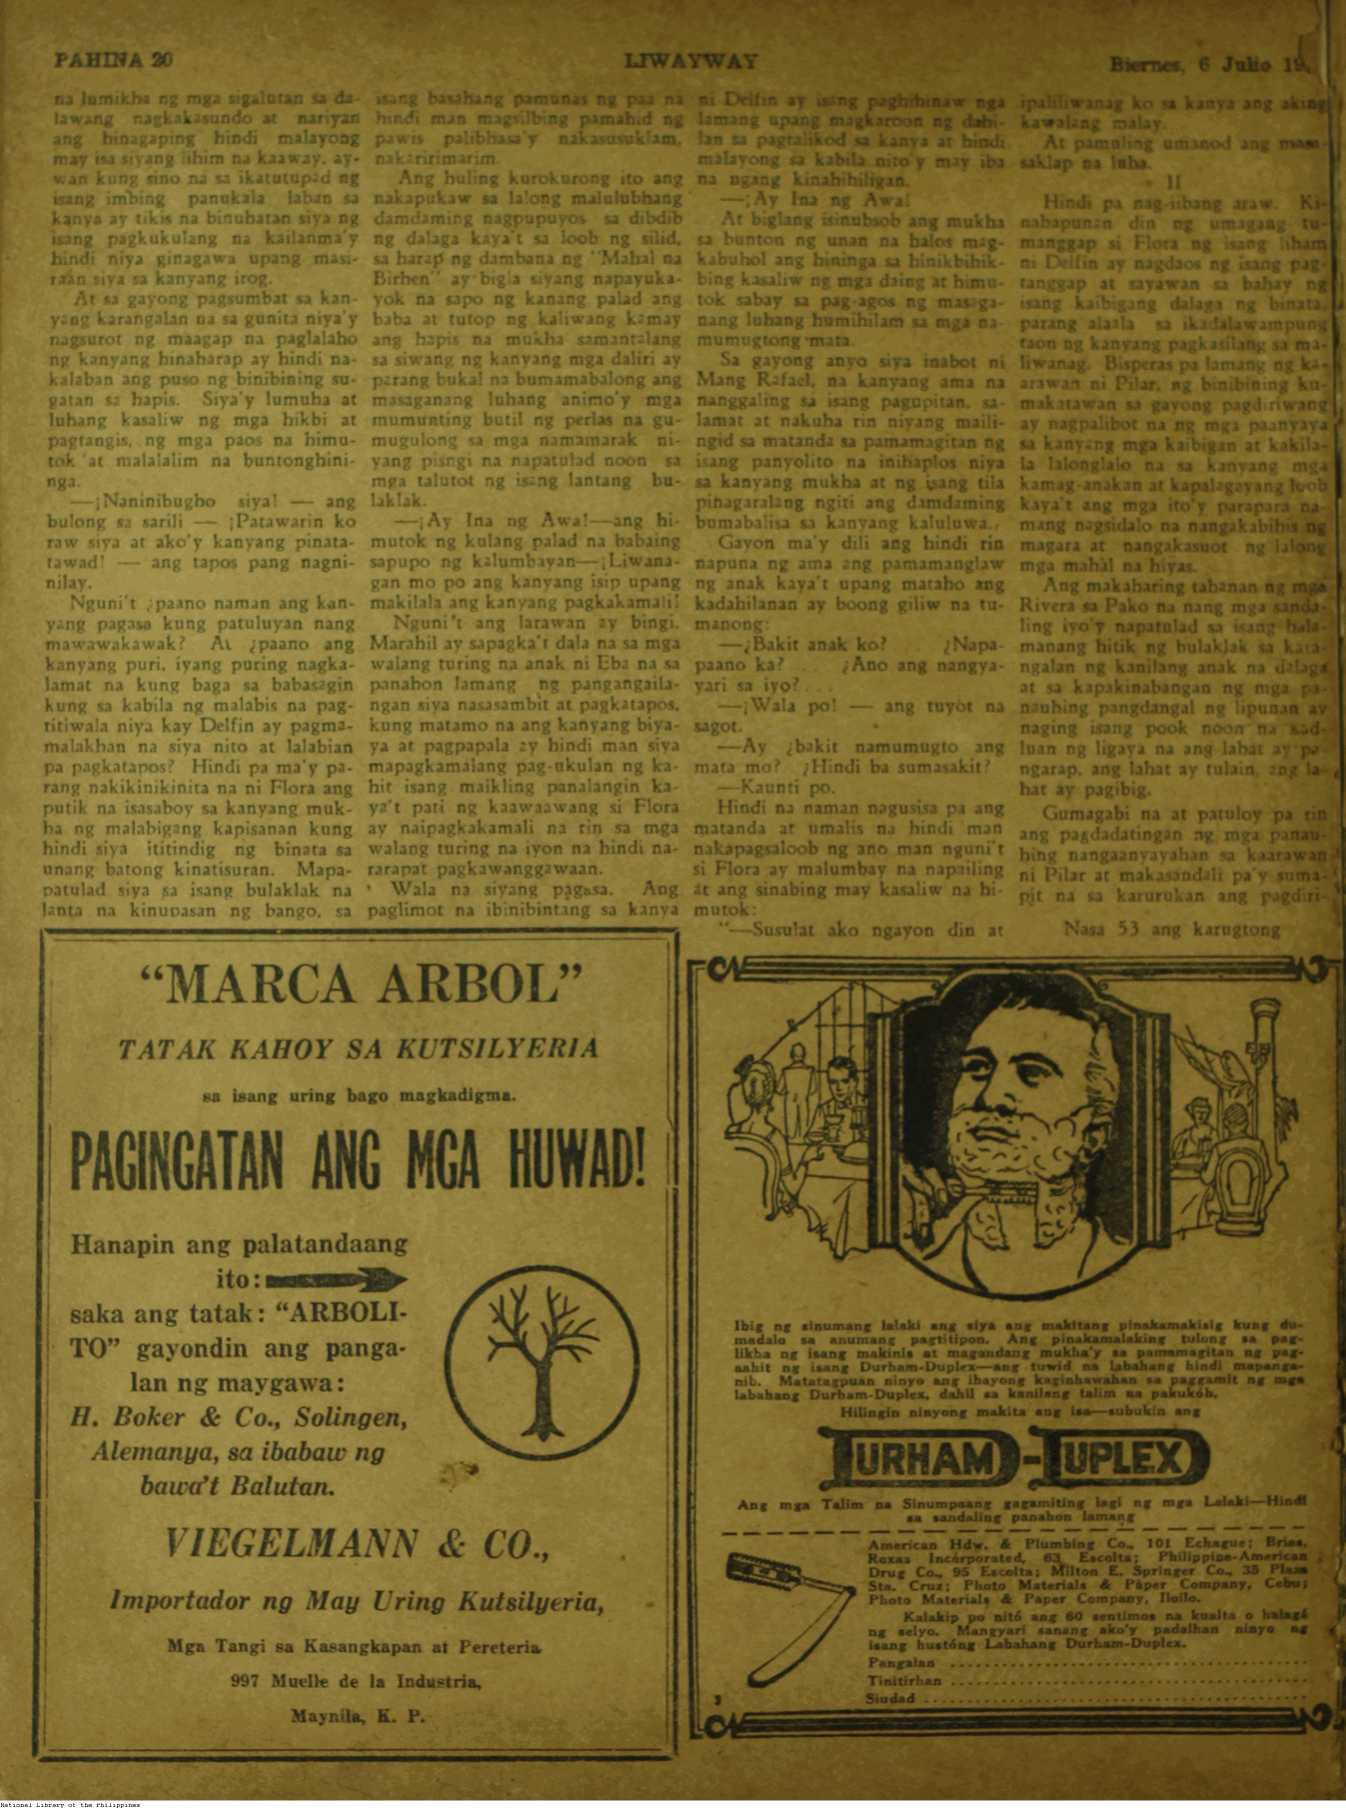 PAHINA 20
LIWAYWAY
Biernes, 6 Julio 19
na lumikha ng mga sigalutan sa da-
lawang nagkakasundo at nariyan
ang hinagaping hindi malayong
may isa siyang lihim na kaaway, ay-
wan kung sino na sa ikatutupad ng
isang imbing panukala laban sa
kanya ay tikis na binuhatan siya ng
isang pagkukulang na kailanma'y
hindi niya ginagawa upang masi-
raan siya sa kanyang irog.
At sa gayong pagsumbat sa kan-
yang karangalan na sa gunita niya'y
nagsurot ng maagap na paglalaho
ng kanyang hinaharap ay hindi na-
kalaban ang puso ng binibining su-
gatan sa hapis. Siya'y lumuha at
luhang kasaliw ng mga hikbi at
pagtangis, ng mga paos na himu-
tok at malalalim na buntonghini-
nga.
—¡Naninibugho siya! — ang
bulong sa sarili — ¡Patawarin ko
raw siya at ako'y kanyang pinata-
tawad! — ang tapos pang nagni-
nilay.
Nguni't ¿paano naman ang kan-
yang pagasa kung patuluyan nang
mawawakawak? At ¿paano ang
kanyang puri, iyang puring nagka-
lamat na kung baga sa babasagin
kung sa kabila ng malabis na pag-
titiwala niya kay Delfin ay pagma-
malakhan na siya nito at lalabian
pa pagkatapos? Hindi pa ma'y pa-
rang nakikinikinita na ni Flora ang
putik na isasaboy sa kanyang muk-
ha ng malabigang kapisanan kung
hindi siya ititindig ng binata sa
unang batong kinatisuran. Mapa-
patulad siya sa isang bulaklak na
lanta na kinupasan ng bango, sa
isang basahang pamunas ng paa na
hindi man magsilbing pamahid ng
pawis palibhasa'y nakasusuklam,
nakaririmarim.
Ang huling kurokurong ito ang
nakapukaw sa lalong malulubhang
damdaming nagpupuyos sa dibdib
ng dalaga kaya't sa loob ng silid,
sa harap ng dambana ng "Mahal na
Birhen" ay bigla siyang napayuka-
yok na sapo ng kanang palad ang
baba at tutop ng kaliwang kamay
ang hapis na mukha samantalang
sa siwang ng kanyang mga daliri ay
parang bukal na bumamabalong ang
masaganang luhang animo'y mga
mumunting butil ng perlas na gu-
mugulong sa mga namamarak ni-
yang pisngi na napatulad noon sa
mga talutot ng isang lantang bu-
laklak.
—¡Ay Ina ng Awa!—ang hi-
mutok ng kulang palad na babaing
sapupo ng kalumbayan—¡Liwana-
gan mo po ang kanyang isip upang
makilala ang kanyang pagkakamali!
Nguni't ang larawan ay bingi.
Marahil ay sapagka't dala na sa mga
walang turing na anak ni Eba na sa
panahon lamang ng pangangaila-
ngan siya nasasambit at pagkatapos,
kung matamo na ang kanyang biya-
ya at pagpapala ay hindi man siya
mapagkamalang pag-ukulan ng ka-
hit isang maikling panalangin ka-
ya't pati ng kaawaawang si Flora
ay naipagkakamali na rin sa mga
walang turing na iyon na hindi na-
rarapat pagkawanggawaan.
Wala na siyang pagasa. Ang
paglimot na ibinibintang sa kanya
ni Delfin ay isang paghihinaw nga
lamang upang magkaroon ng dahi-
lan sa pagtalikod sa kanya at hindi
malayong sa kabila nito'y may iba
na ngang kinahihiligan.
—¡Ay Ina ng Awa!
At biglang isinubsob ang mukha
sa bunton ng unan na halos mag-
kabuhol ang hininga sa hinikbihik-
bing kasaliw ng mga daing at himu-
tok sabay sa pag-agos ng masaga-
nang luhang humihilam sa mga na-
mumugtong mata.
Sa gayong anyo siya inabot ni
Mang Rafael, na kanyang ama na
nanggaling sa isang pagupitan, sa-
lamat at nakuha rin niyang maili-
ngid sa matanda sa pamamagitan ng
isang panyolito na inihaplos niya
sa kanyang mukha at ng isang tila
pinagaralang ngiti ang damdaming
bumabalisa sa kanyang kaluluwa.
Gayon ma'y dili ang hindi rin
napuna ng ama ang pamamanglaw
ng anak kaya't upang mataho ang
kadahilanan ay boong giliw na tu-
manong:
—¿Bakit anak ko? . . ¿Napa-
paano ka? . . . ¿Ano ang nangya-
yari sa iyo? . . .
—¡Wala po! — ang tuyot na
sagot.
—Ay ¿bakit namumugto ang
mata mo? ¿Hindi ba sumasakit?
—Kaunti po.
Hindi na naman nagusisa pa ang
matanda at umalis na hindi man
nakapagsaloob ng ano man nguni't
si Flora ay malumbay na napailing
at ang sinabing may kasaliw na hi-
mutok:
"—Susulat ako ngayon din at
ipaliliwanag ko sa kanya ang aking
kawalang malay.
At pamuling umanod ang masa-
saklap na luha.
II
Hindi pa nag-iibang araw. Ki-
nabapunan din ng umagang tu-
manggap si Flora ng isang liham
ni Delfin ay nagdaos ng isang pag-
tanggap at sayawan sa bahay ng
isang kaibigang dalaga ng binata,
parang alaala sa ikadalawampung
taon ng kanyang pagkasilang sa ma-
liwanag. Bisperas pa lamang ng ka-
arawan ni Pilar, ng binibining ku-
makatawan sa gayong pagdiriwang
ay nagpalibot na ng mga paanyaya
sa kanyang mga kaibigan at kakila-
la lalonglalo na sa kanyang mga
kamag-anakan at kapalagayang loob
kaya't ang mga ito'y parapara na-
mang nagsidalo na nangakabihis ng
magara at nangakasuot ng lalong
mga mahal na hiyas.
Ang makaharing tahanan ng mga
Rivera sa Pako na nang mga sanda-
ling iyo'y napatulad sa isang hala-
manang hitik ng bulaklak sa kara-
ngalan ng kanilang anak na dalaga
at sa kapakinabangan ng mga pa-
nauhing pangdangal ng lipunan ay
naging isang pook noon na sad-
luan ng ligaya na ang lahat ay pa-
ngarap, ang lahat ay tulain, ang la-
hat ay pagibig.
Gumagabi na at patuloy pa rin
ang pagdadatingan ng mga panau-
hing nangaanyayahan sa kaarawan
ni Pilar at makasandali pa'y suma-
pit na sa karurukan ang pagdiri-
Nasa 53 ang karugtong
"MARCA ARBOL"
TATAK KAHOY SA KUTSILYERIA
sa isang uring bago magkadigma.
PAGINGATAN ANG MGA HUWAD!
Hanapin ang palatandaang
ito:
saka ang tatak: "ARBOLI-
TO" gayondin ang panga-
lan ng maygawa:
H. Boker & Co., Solingen,
Alemanya, sa ibabaw ng
bawa't Balutan.
VIEGELMANN & CO.,
Importador ng May Uring Kutsilyeria,
Mga Tangi sa Kasangkapan at Pereteria
997 Muelle de la Industria,
Maynila, K. P.
Ibig ng sinumang lalaki ang siya ang makitang pinakamakisig kung du-
madalo sa anumang pagtitipon. Ang pinakamalaking tulong sa pag-
likha ng isang makinis at magandang mukha'y sa pamamagitan ng pag-
aahit ng isang Durham-Duplex—ang tuwid na labahang hindi mapanga-
nib. Matatagpuan ninyo ang ibayong kaginhawahan sa paggamit ng mga
labahang Durham-Duplex, dahil sa kanilang talim na pakukób.
Hilingin ninyong makita ang isa—subukin ang
DURHAM-DUPLEX
Ang mga Talim na Sinumpaang gagamiting lagi ng mga Lalaki—Hindi
sa sandaling panahon lamang
American Hdw. & Plumbing Co., 101 Echague; Brias,
Roxas Incorporated, 63 Escolta; Philippine-American
Drug Co., 95 Escolta; Milton E. Springer Co., 35 Plaza
Sta. Cruz; Photo Materials & Paper Company, Cebu;
Photo Materials & Paper Company, Iloilo.
Kalakip po nitó ang 60 sentimos na kualta o halagá
ng selyo. Mangyari sanang ako'y padalhan ninyo ng
isang hustóng Labahang Durham-Duplex.
Pangalan
Tinitirhan
Siudad
3
National Library of the Philippines